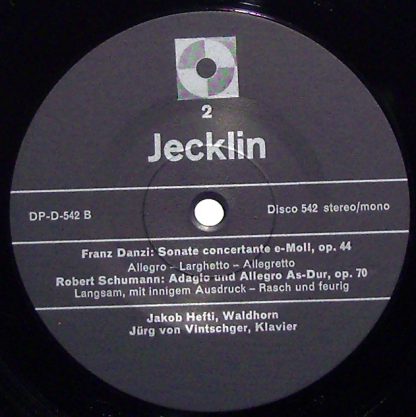 2
Jecklin
DP-D-542 B
Disco 542 stereo/mono
Franz Danzi: Sonate concertante e-Moll, op. 44
Allegro – Larghetto – Allegretto
Robert Schumann: Adagio und Allegro As-Dur, op. 70
Langsam, mit innigem Ausdruck – Rasch und feurig
Jakob Hefti, Waldhorn
Jürg von Vintschger, Klavier